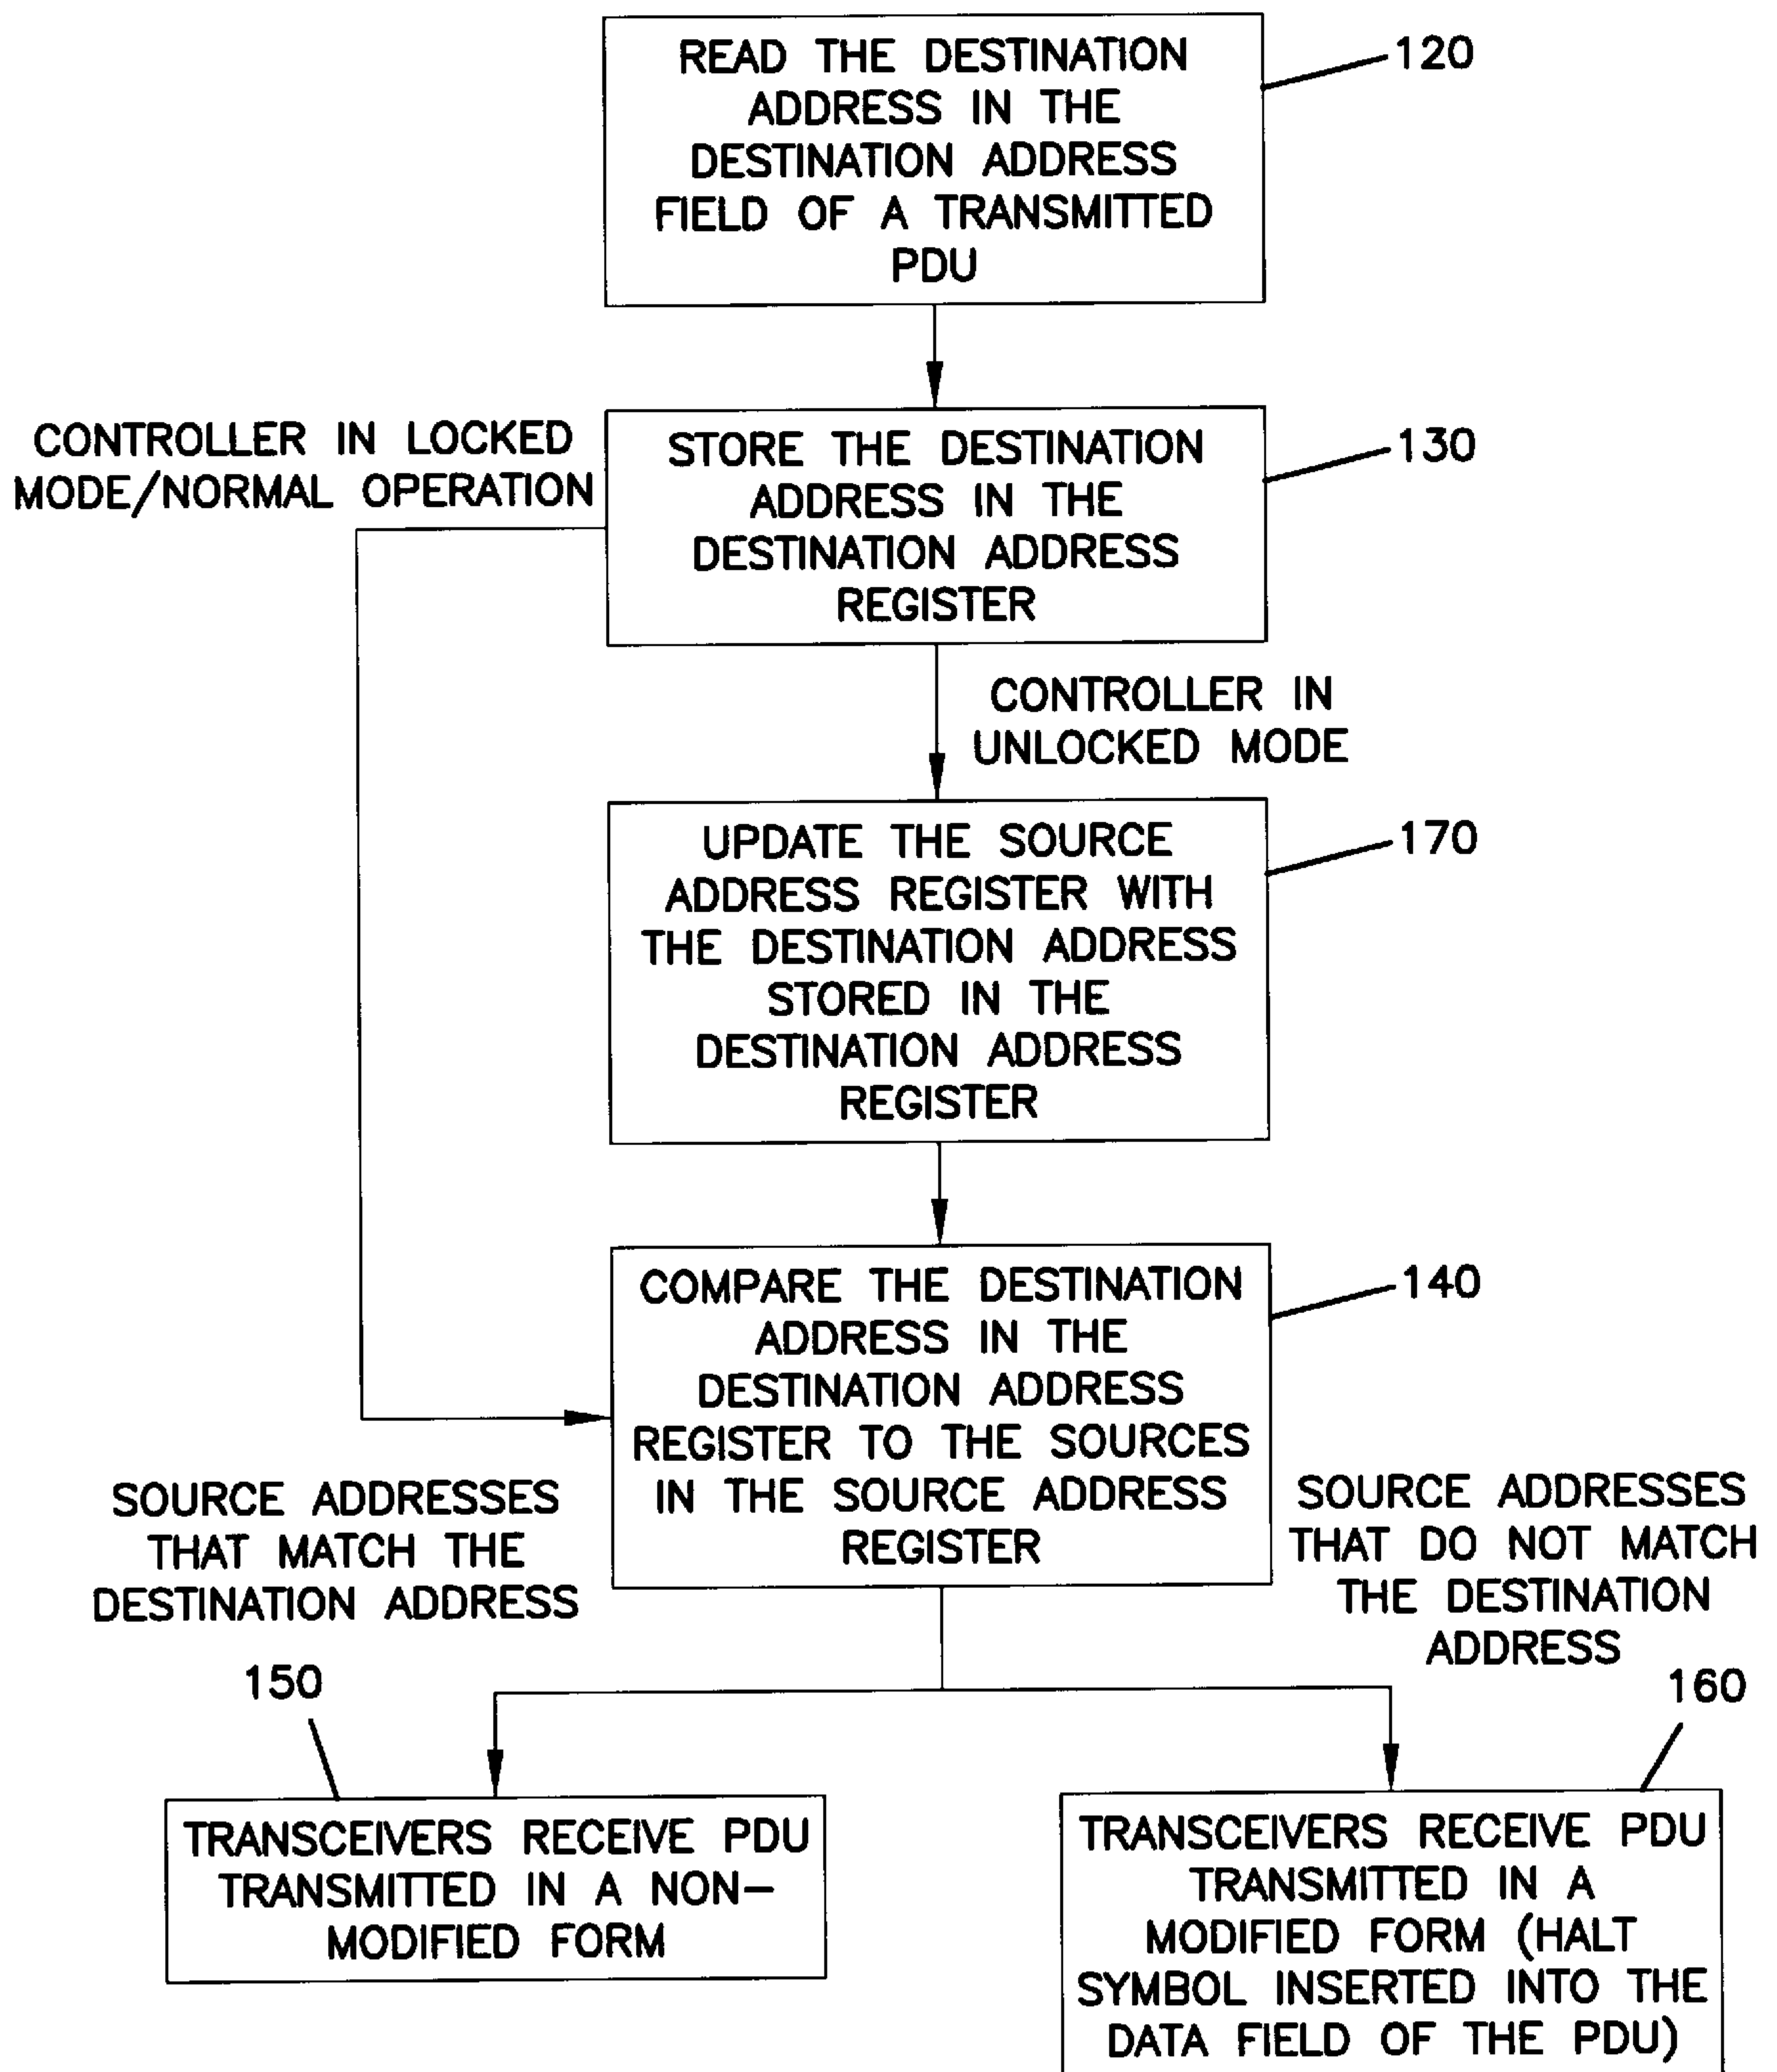 READ THE DESTINATION
ADDRESS IN THE
DESTINATION ADDRESS
FIELD OF A TRANSMITTED
PDU
120
CONTROLLER IN LOCKED
MODE/NORMAL OPERATION
STORE THE DESTINATION
ADDRESS IN THE
DESTINATION ADDRESS
REGISTER
130
CONTROLLER IN
UNLOCKED MODE
UPDATE THE SOURCE
ADDRESS REGISTER WITH
THE DESTINATION ADDRESS
STORED IN THE
DESTINATION ADDRESS
REGISTER
170
COMPARE THE DESTINATION
ADDRESS IN THE
DESTINATION ADDRESS
REGISTER TO THE SOURCES
IN THE SOURCE ADDRESS
REGISTER
140
SOURCE ADDRESSES
THAT MATCH THE
DESTINATION ADDRESS
SOURCE ADDRESSES
THAT DO NOT MATCH
THE DESTINATION
ADDRESS
150
160
TRANSCEIVERS RECEIVE PDU
TRANSMITTED IN A NON-
MODIFIED FORM
TRANSCEIVERS RECEIVE PDU
TRANSMITTED IN A
MODIFIED FORM (HALT
SYMBOL INSERTED INTO THE
DATA FIELD OF THE PDU)